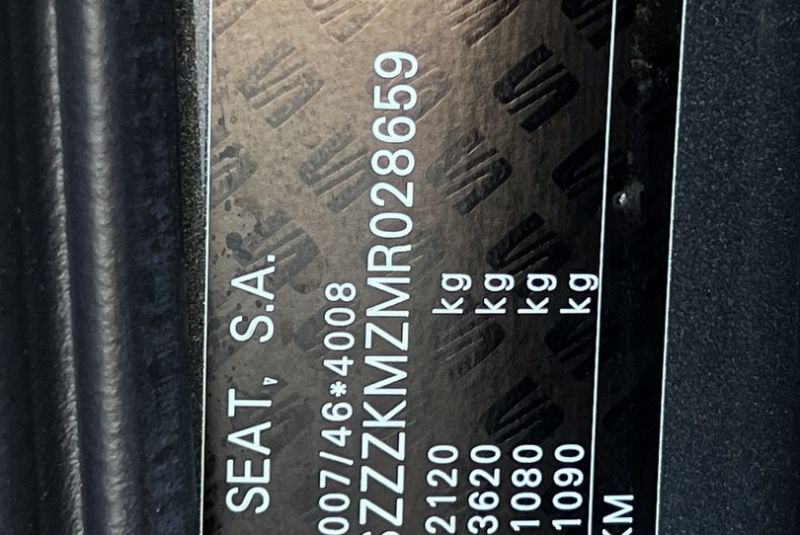 SEAT, S.A.
007/46*4008
SZZZKMZMR028659
2120 kg
3620 kg
1080 kg
1090 kg
KM